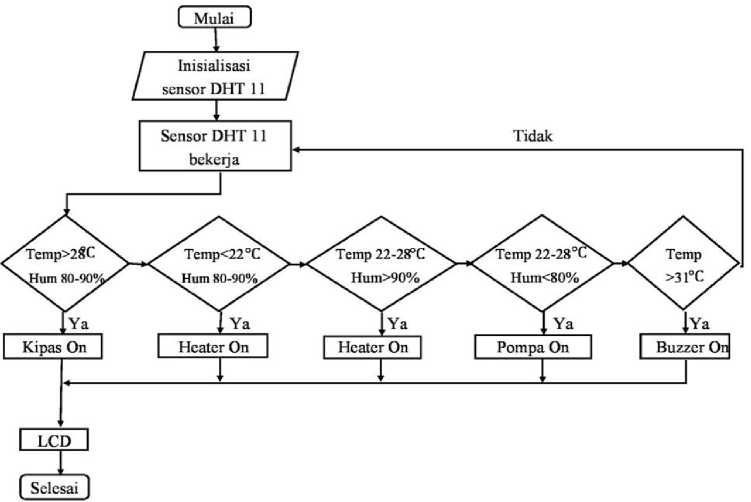 Mulai
Inisialisasi
sensor DHT 11
Sensor DHT 11
bekerja
Tidak
Temp>28°C
Hum 80-90%
Temp<22°C
Hum 80-90%
Temp 22-28°C
Hum>90%
Temp 22-28°C
Hum<80%
Temp
>31°C
Ya
Ya
Ya
Ya
Ya
Kipas On
Heater On
Heater On
Pompa On
Buzzer On
LCD
Selesai